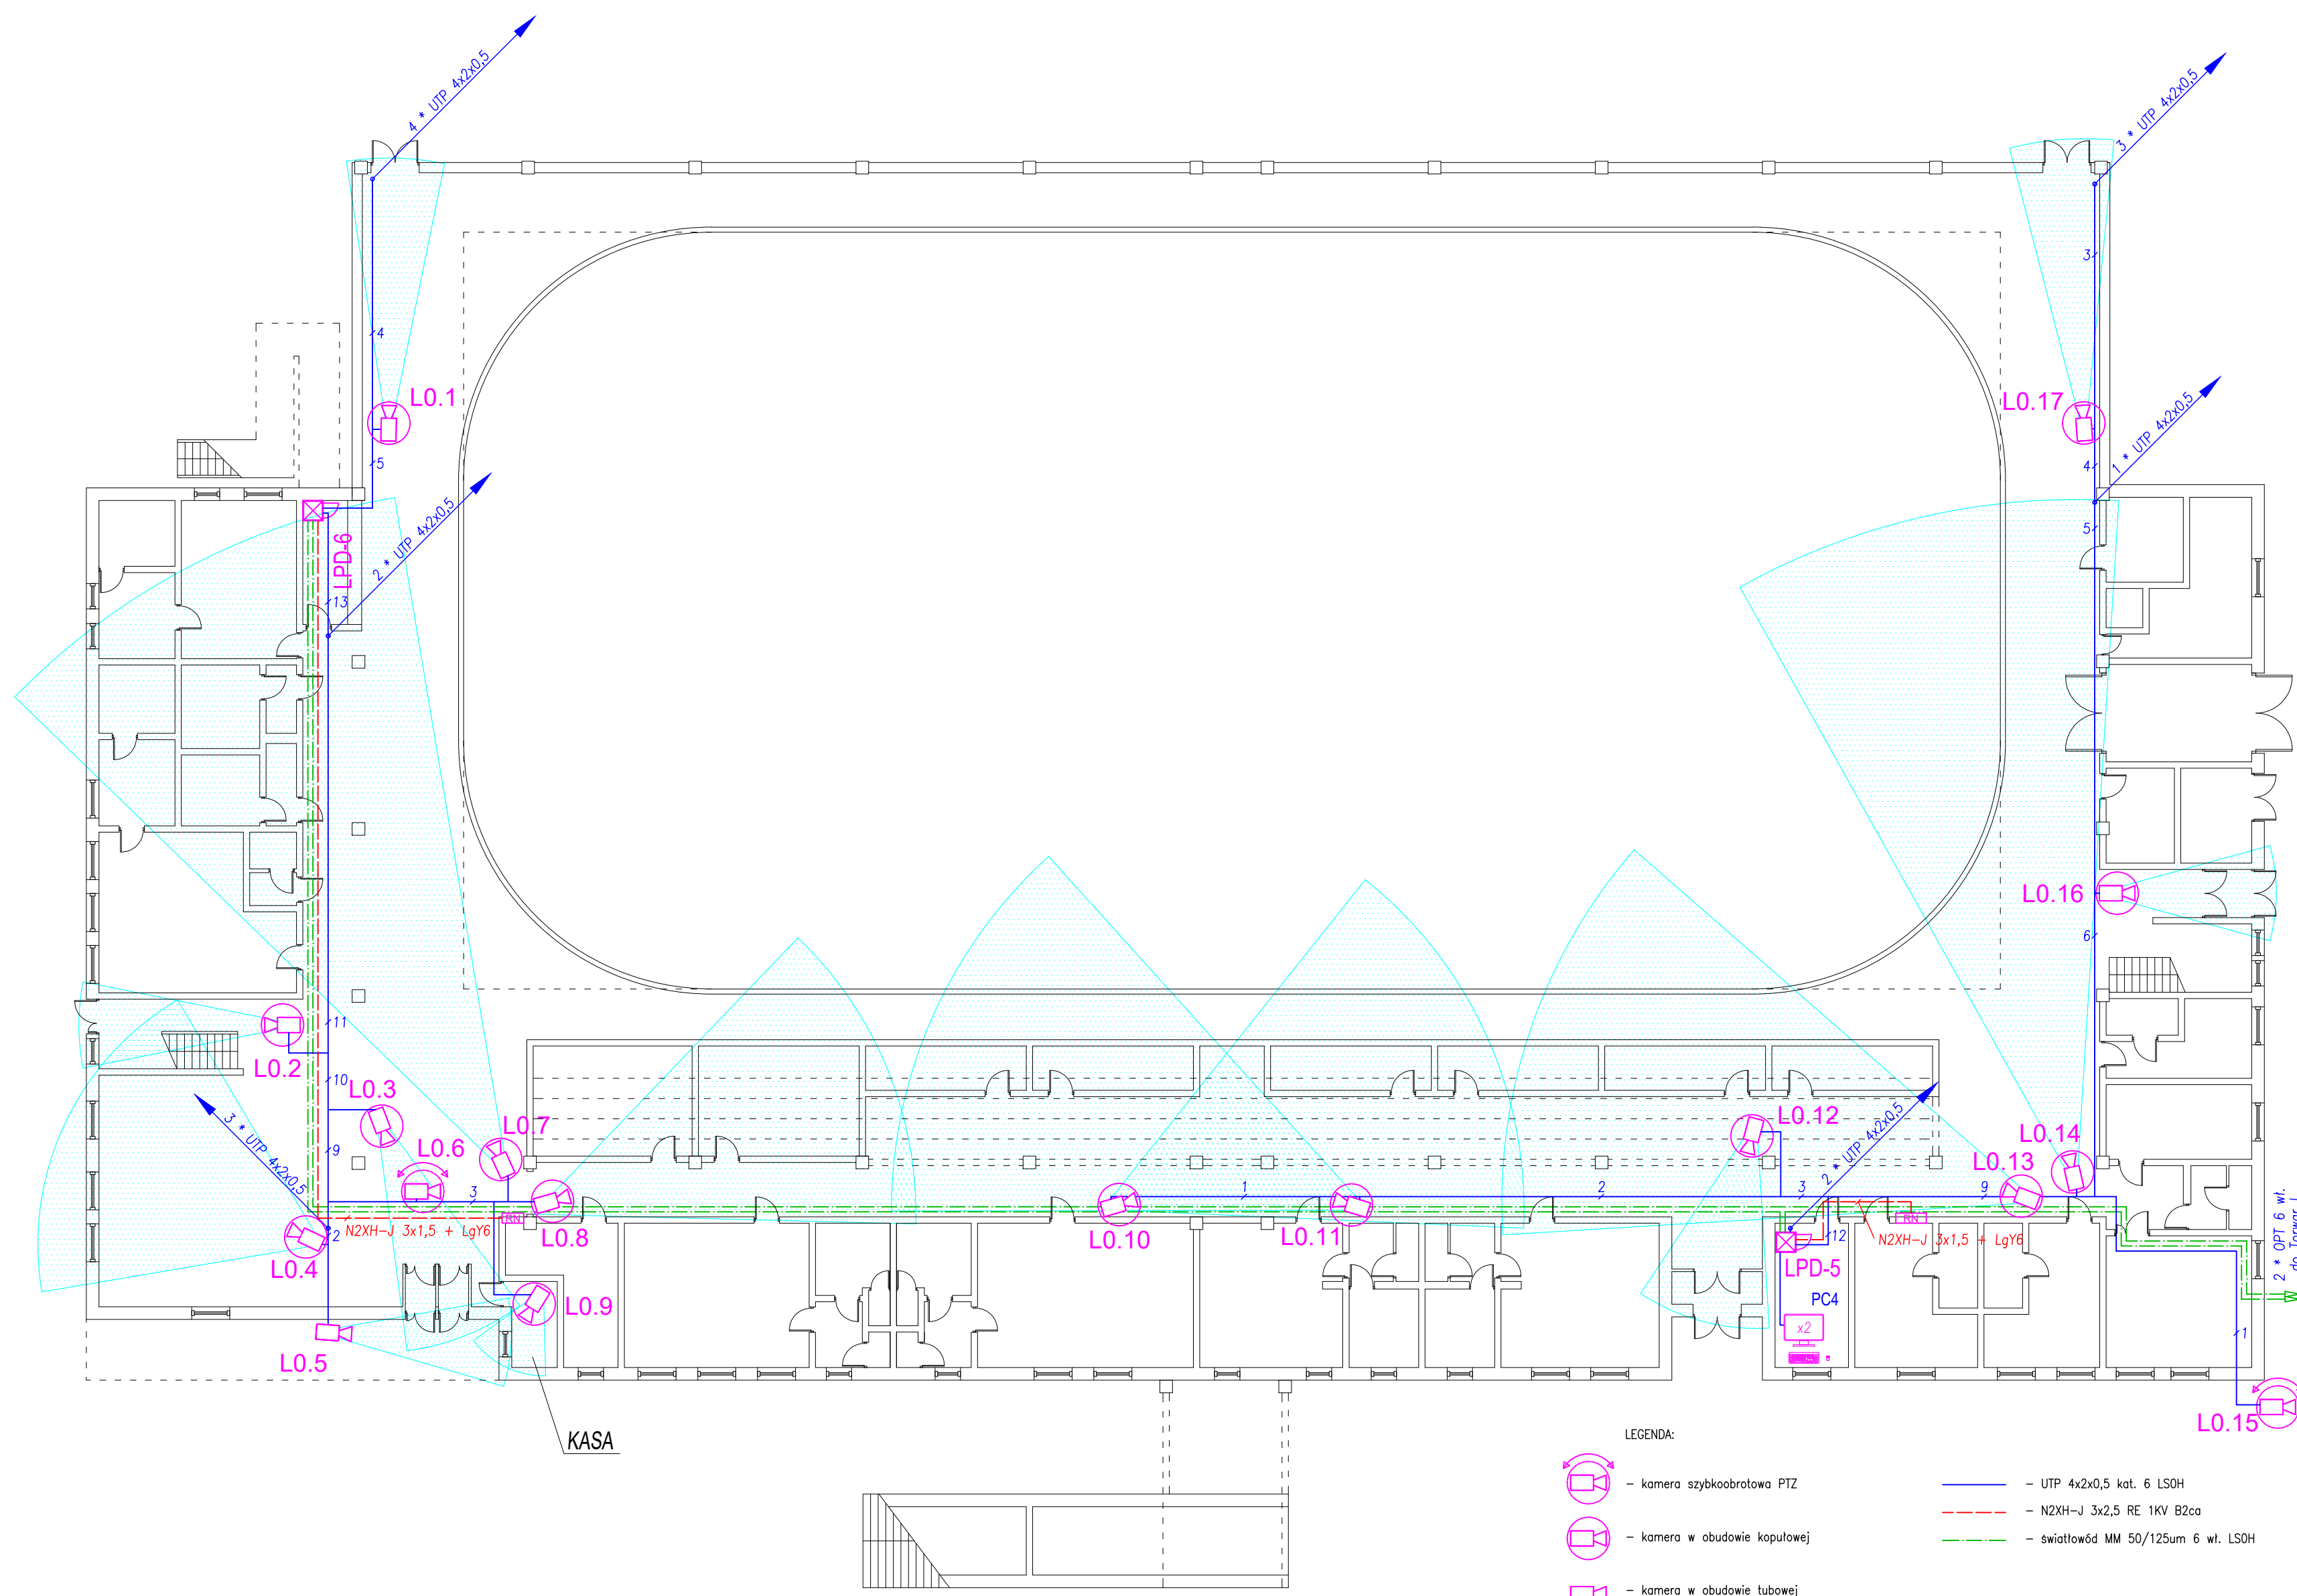 4 * UTP 4x2x0,5
3 * UTP 4x2x0,5
3
4
L0.1
L0.17
5
4
1 * UTP 4x2x0,5
2 * UTP 4x2x0,5
5
LPD-6
13
L0.16
6
11
L0.2
10
L0.3
3 * UTP 4x2x0,5
9
L0.6
L0.7
L0.12
2 * UTP 4x2x0,5
L0.14
L0.13
3
1
2
3
9
2
N2XH-J 3x1,5 + LgY6
RN
L0.8
L0.10
L0.11
RN
12
N2XH-J 3x1,5 + LgY6
L0.4
LPD-5
2 * OPT 6 wł.
do Torwar I
PC4
L0.9
x2
L0.5
1
L0.15
KASA
LEGENDA:
- kamera szybkoobrotowa PTZ
- UTP 4x2x0,5 kat. 6 LSOH
- N2XH-J 3x2,5 RE 1KV B2ca
- kamera w obudowie kopułowej
- światłowód MM 50/125um 6 wł. LSOH
- kamera w obudowie tubowej